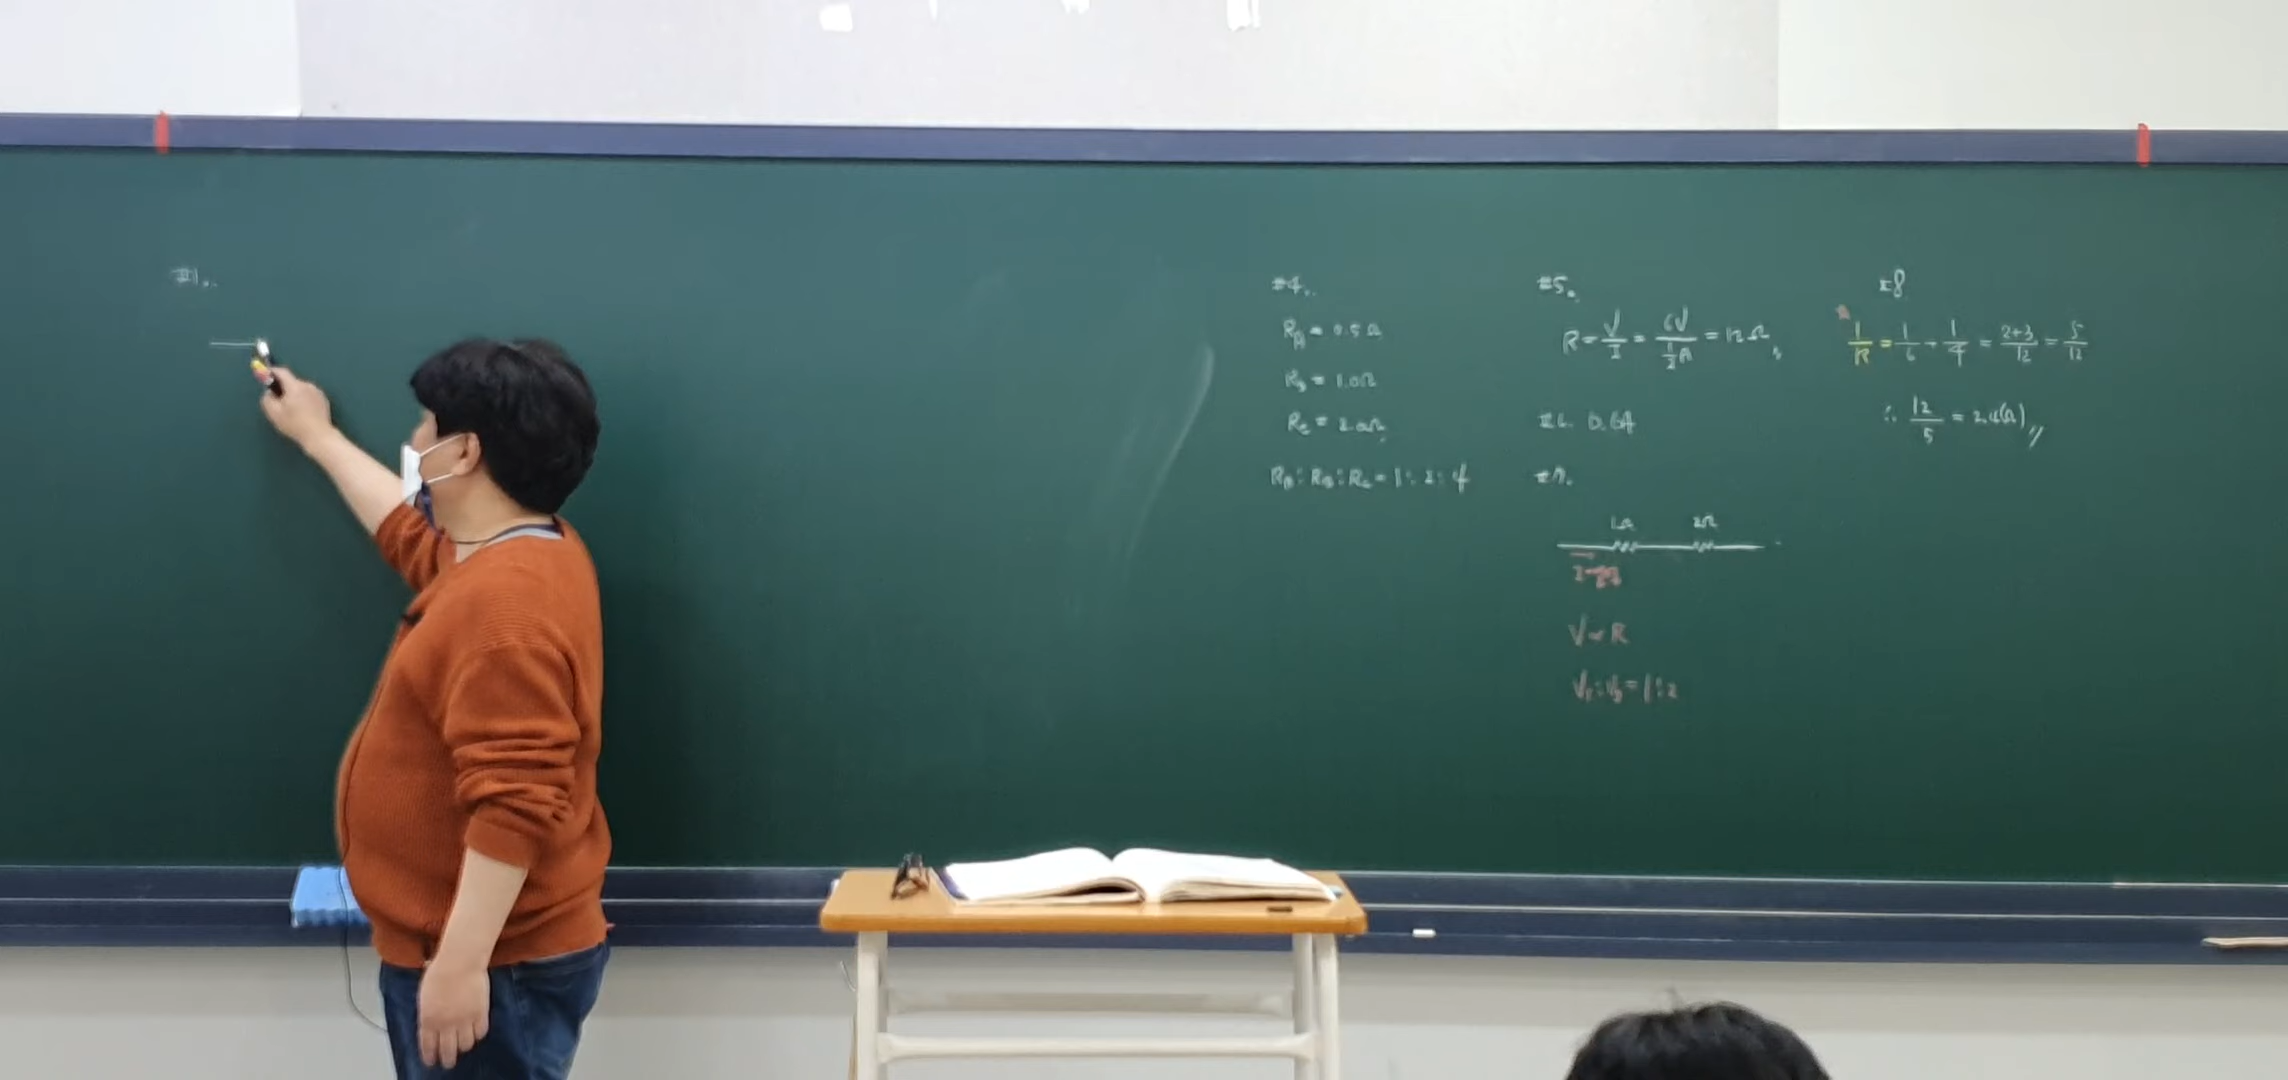 #1.
#4.
R_A = 0.5Ω
R_B = 1.0Ω
R_C = 2.0Ω
R_A : R_B : R_C = 1 : 2 : 4
#5.
R = V/I = 6V/(1/2 A) = 12Ω
#6. 0.6A
#7.
1Ω 2Ω
V ∝ R
V₁ : V₂ = 1 : 2
#8
1/R = 1/6 + 1/4 = (2+3)/12 = 5/12
∴ 12/5 = 2.4(Ω)